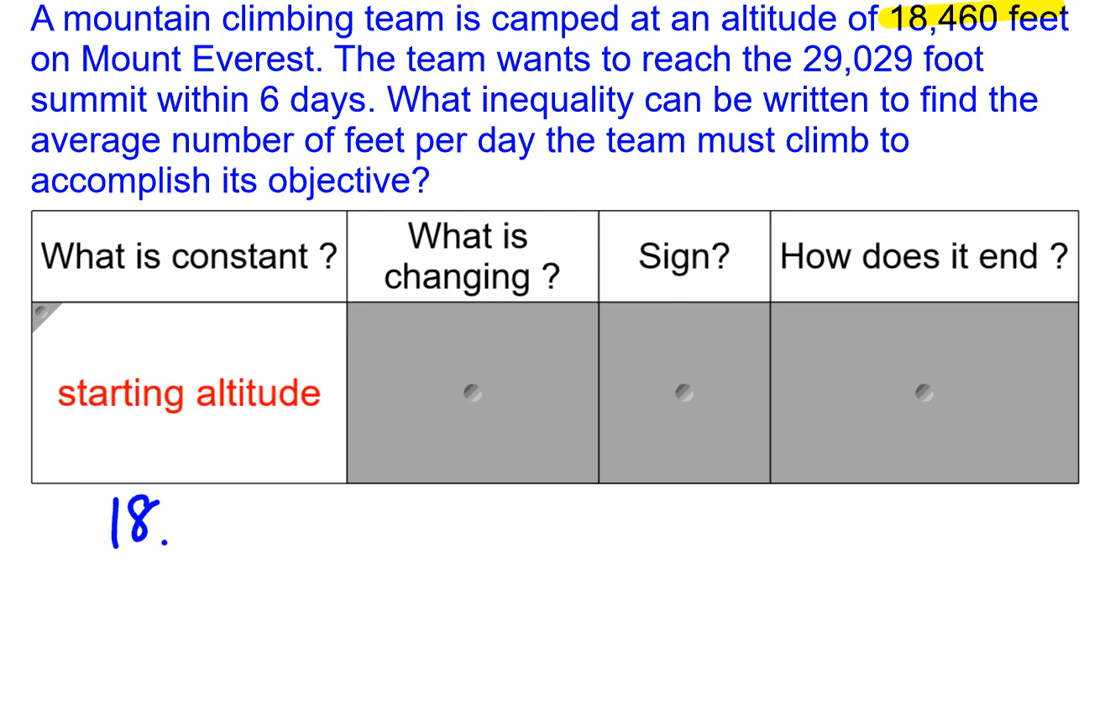 A mountain climbing team is camped at an altitude of 18,460 feet
on Mount Everest. The team wants to reach the 29,029 foot
summit within 6 days. What inequality can be written to find the
average number of feet per day the team must climb to
accomplish its objective?
What is constant ?
What is
changing ?
Sign?
How does it end ?
starting altitude
18.